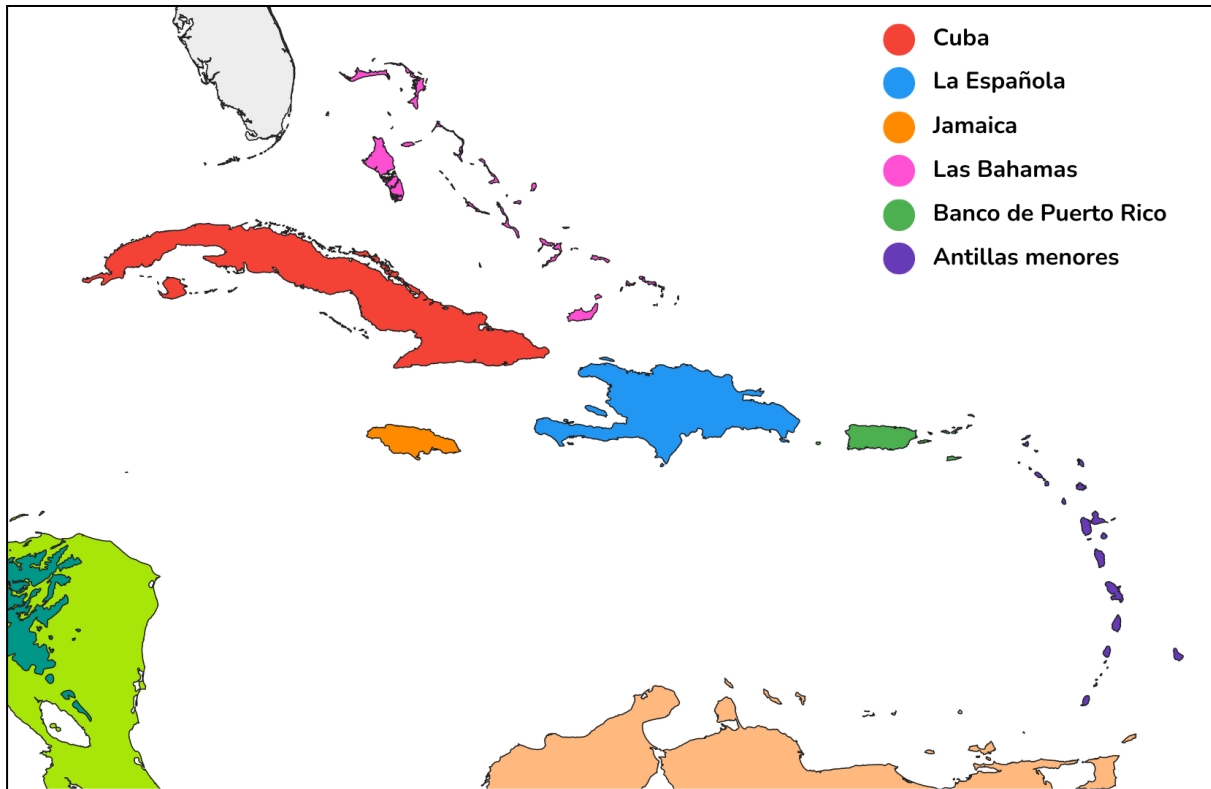 Cuba
La Española
Jamaica
Las Bahamas
Banco de Puerto Rico
Antillas menores